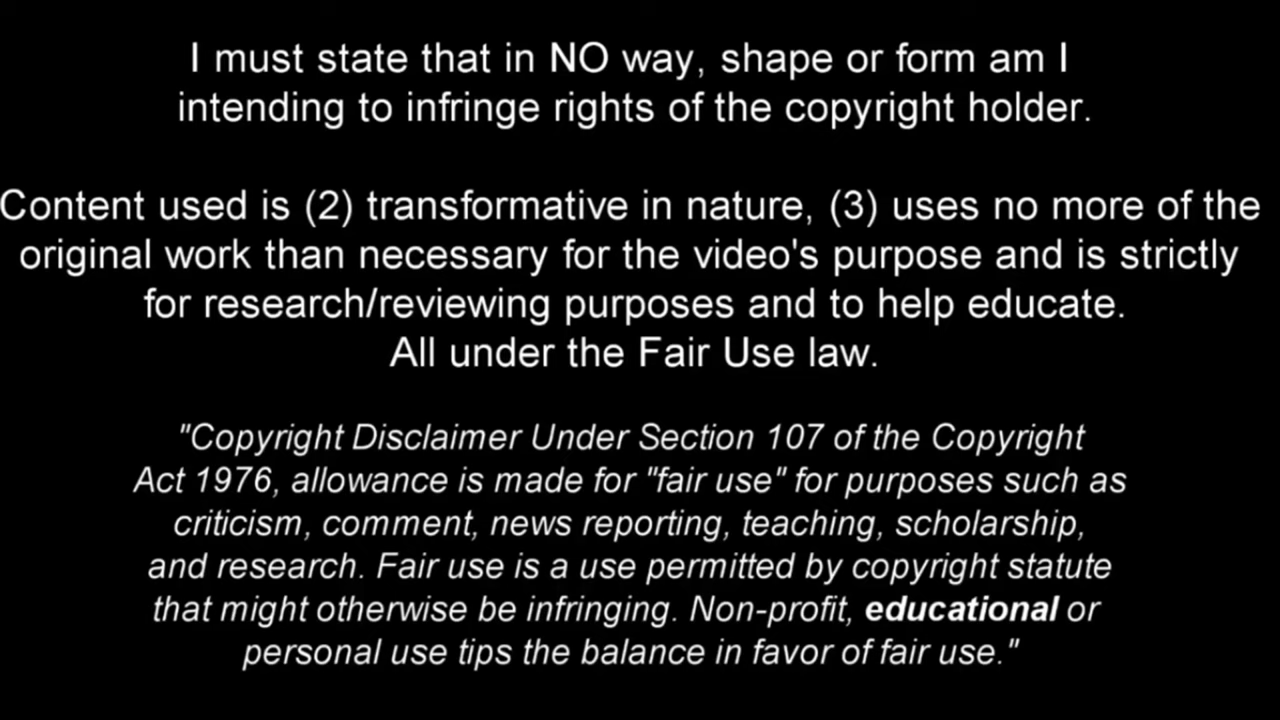 I must state that in NO way, shape or form am I
intending to infringe rights of the copyright holder.
Content used is (2) transformative in nature, (3) uses no more of the
original work than necessary for the video's purpose and is strictly
for research/reviewing purposes and to help educate.
All under the Fair Use law.
"Copyright Disclaimer Under Section 107 of the Copyright
Act 1976, allowance is made for "fair use" for purposes such as
criticism, comment, news reporting, teaching, scholarship,
and research. Fair use is a use permitted by copyright statute
that might otherwise be infringing. Non-profit, educational or
personal use tips the balance in favor of fair use."